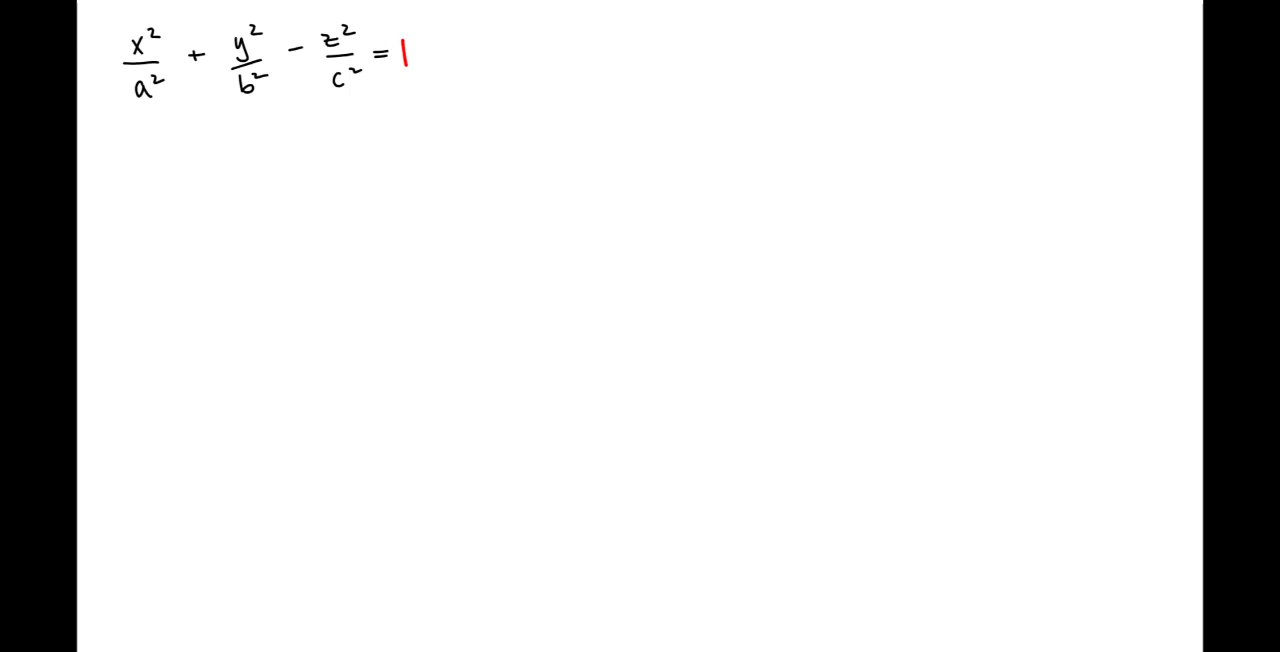 x²/a² + y²/b² − z²/c² = 1